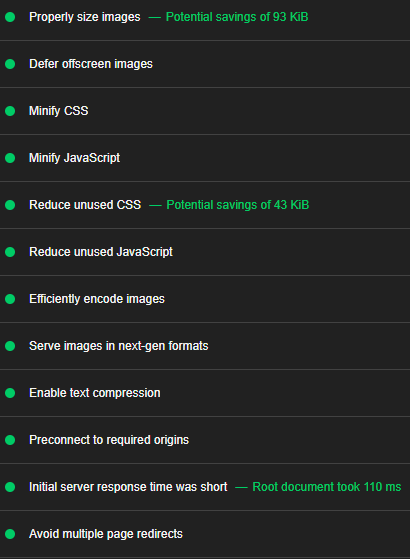 Properly size images — Potential savings of 93 KiB
Defer offscreen images
Minify CSS
Minify JavaScript
Reduce unused CSS — Potential savings of 43 KiB
Reduce unused JavaScript
Efficiently encode images
Serve images in next-gen formats
Enable text compression
Preconnect to required origins
Initial server response time was short — Root document took 110 ms
Avoid multiple page redirects